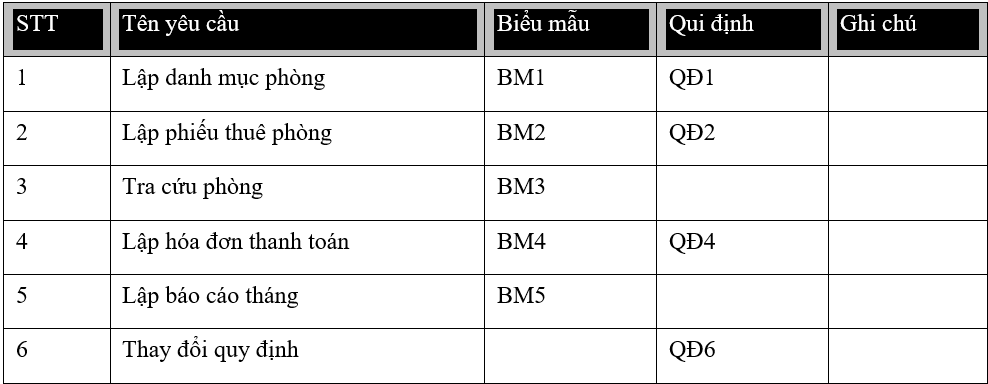 STT Tên yêu cầu Biểu mẫu Qui định Ghi chú
1 Lập danh mục phòng BM1 QĐ1
2 Lập phiếu thuê phòng BM2 QĐ2
3 Tra cứu phòng BM3
4 Lập hóa đơn thanh toán BM4 QĐ4
5 Lập báo cáo tháng BM5
6 Thay đổi quy định QĐ6